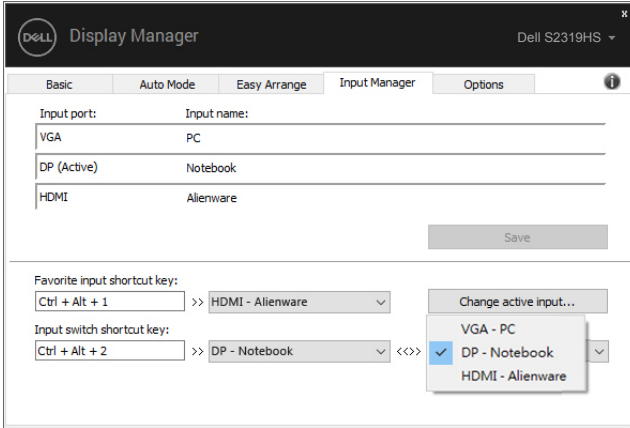 x
DELL Display Manager Dell S2319HS
Basic Auto Mode Easy Arrange Input Manager Options i
Input port: Input name:
VGA PC
DP (Active) Notebook
HDMI Alienware
Save
Favorite input shortcut key:
Ctrl + Alt + 1 >> HDMI - Alienware Change active input...
Input switch shortcut key:
Ctrl + Alt + 2 >> DP - Notebook <<>>
VGA - PC
DP - Notebook
HDMI - Alienware